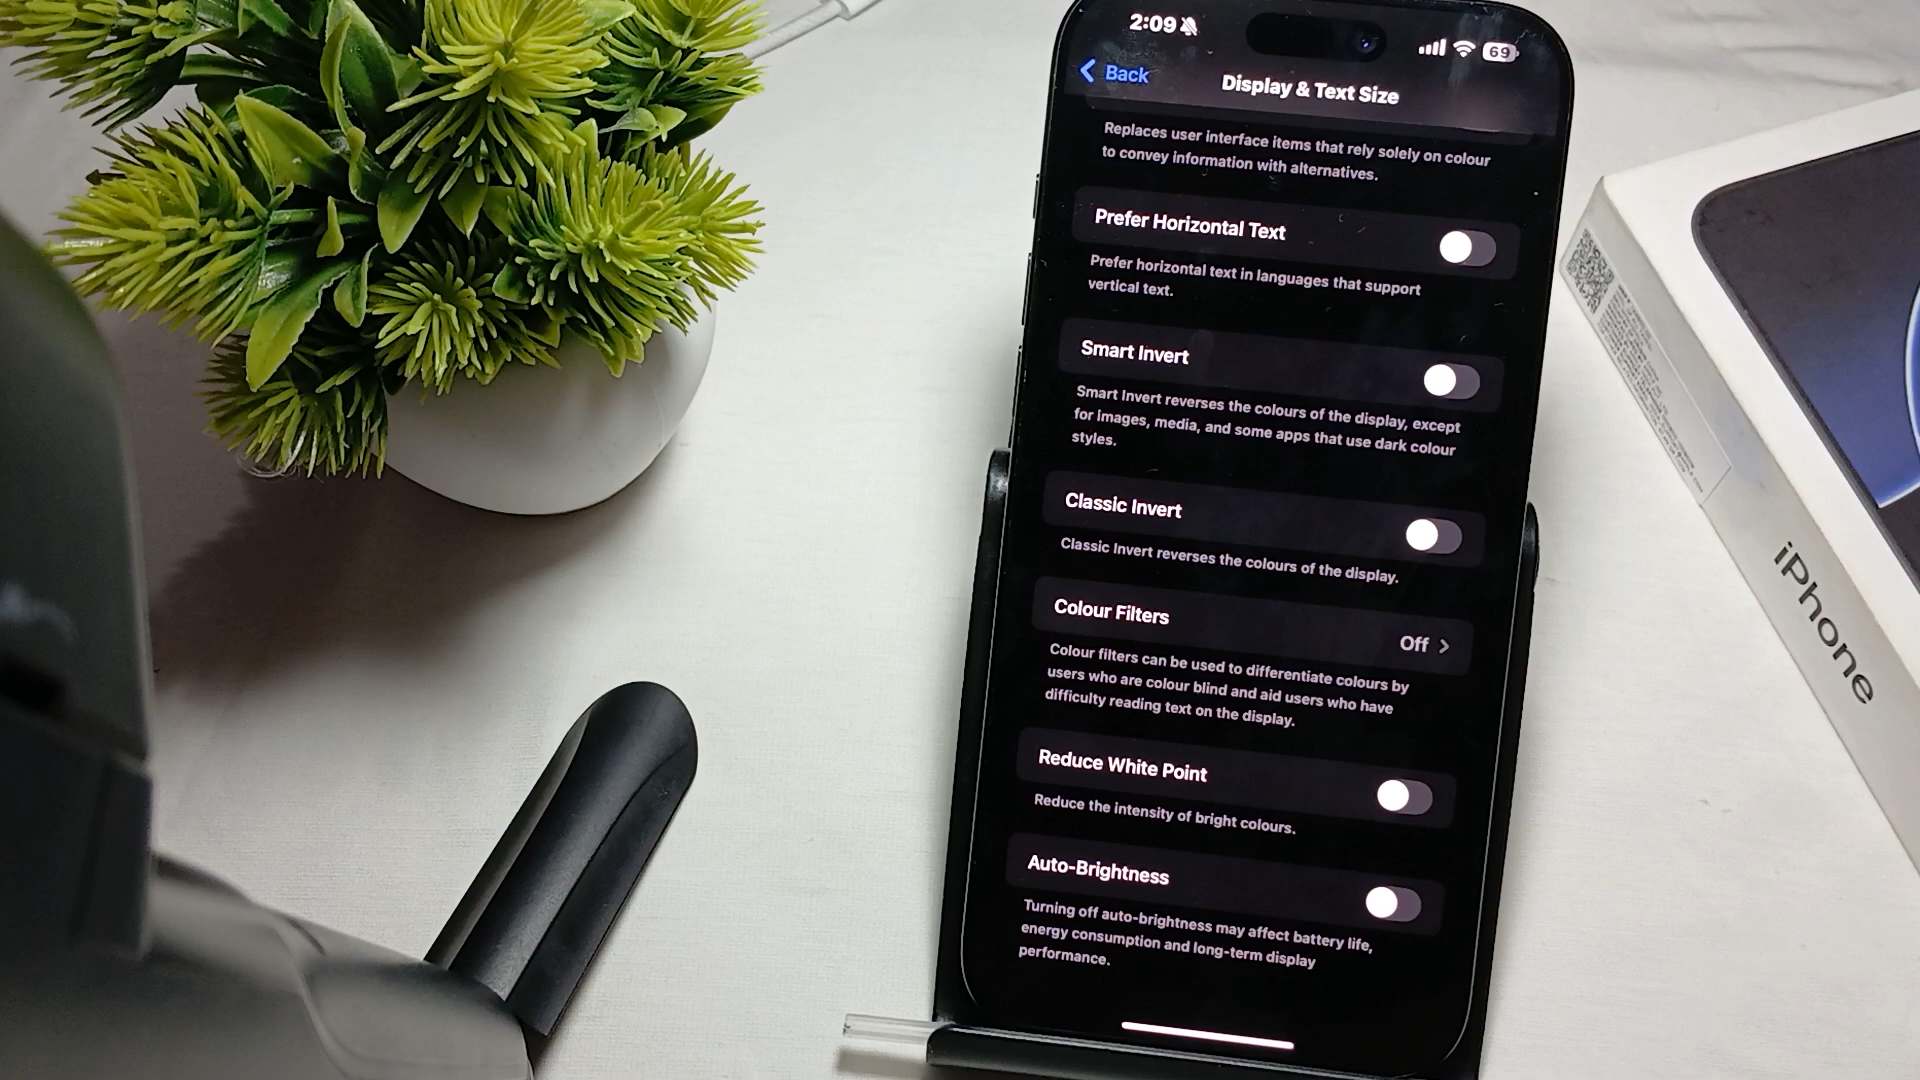 2:09
69
Back
Display & Text Size
Replaces user interface items that rely solely on colour
to convey information with alternatives.
Prefer Horizontal Text
Prefer horizontal text in languages that support
vertical text.
Smart Invert
Smart Invert reverses the colours of the display, except
for images, media, and some apps that use dark colour
styles.
Classic Invert
Classic Invert reverses the colours of the display.
Colour Filters
Off
Colour filters can be used to differentiate colours by
users who are colour blind and aid users who have
difficulty reading text on the display.
Reduce White Point
Reduce the intensity of bright colours.
Auto-Brightness
Turning off auto-brightness may affect battery life,
energy consumption and long-term display
performance.
iPhone